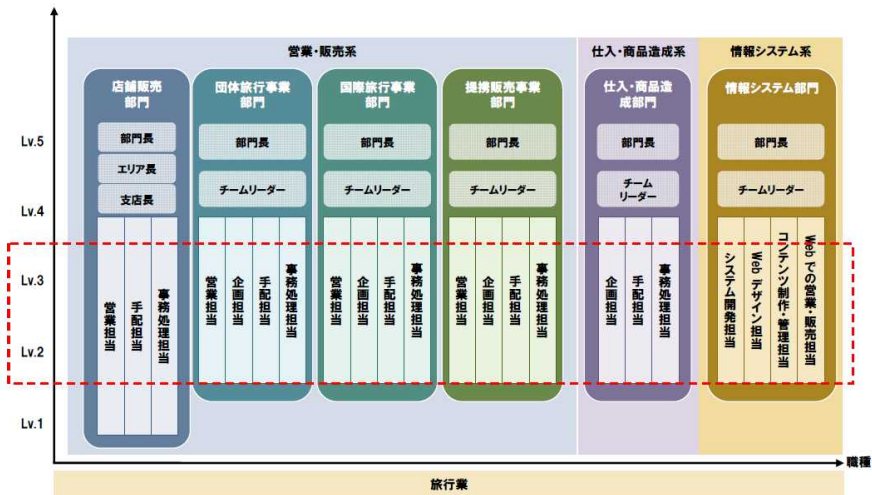 営業・販売系
仕入・商品造成系
情報システム系
店舗販売
部門
団体旅行事業
部門
国際旅行事業
部門
提携販売事業
部門
仕入・商品造
成部門
情報システム部門
Lv.5
Lv.4
Lv.3
Lv.2
Lv.1
部門長
エリア長
支店長
営業担当
手配担当
事務処理担当
部門長
チームリーダー
営業担当
企画担当
手配担当
事務処理担当
部門長
チームリーダー
営業担当
企画担当
手配担当
事務処理担当
部門長
チームリーダー
営業担当
企画担当
手配担当
事務処理担当
部門長
チーム
リーダー
企画担当
手配担当
事務処理担当
部門長
チームリーダー
システム開発担当
Web デザイン担当
コンテンツ制作・管理担当
Web での営業・販売担当
職種
旅行業